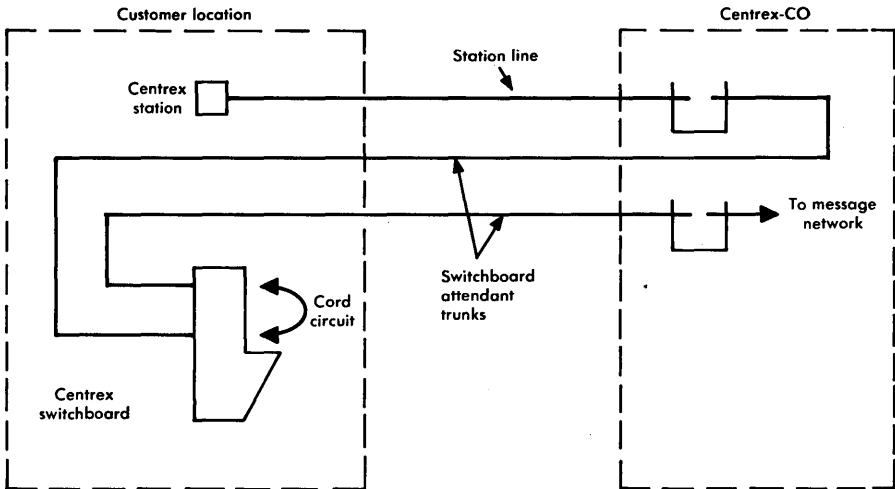 Customer location
Centrex-CO
Station line
Centrex
station
To message
network
Switchboard
attendant
trunks
Cord
circuit
Centrex
switchboard